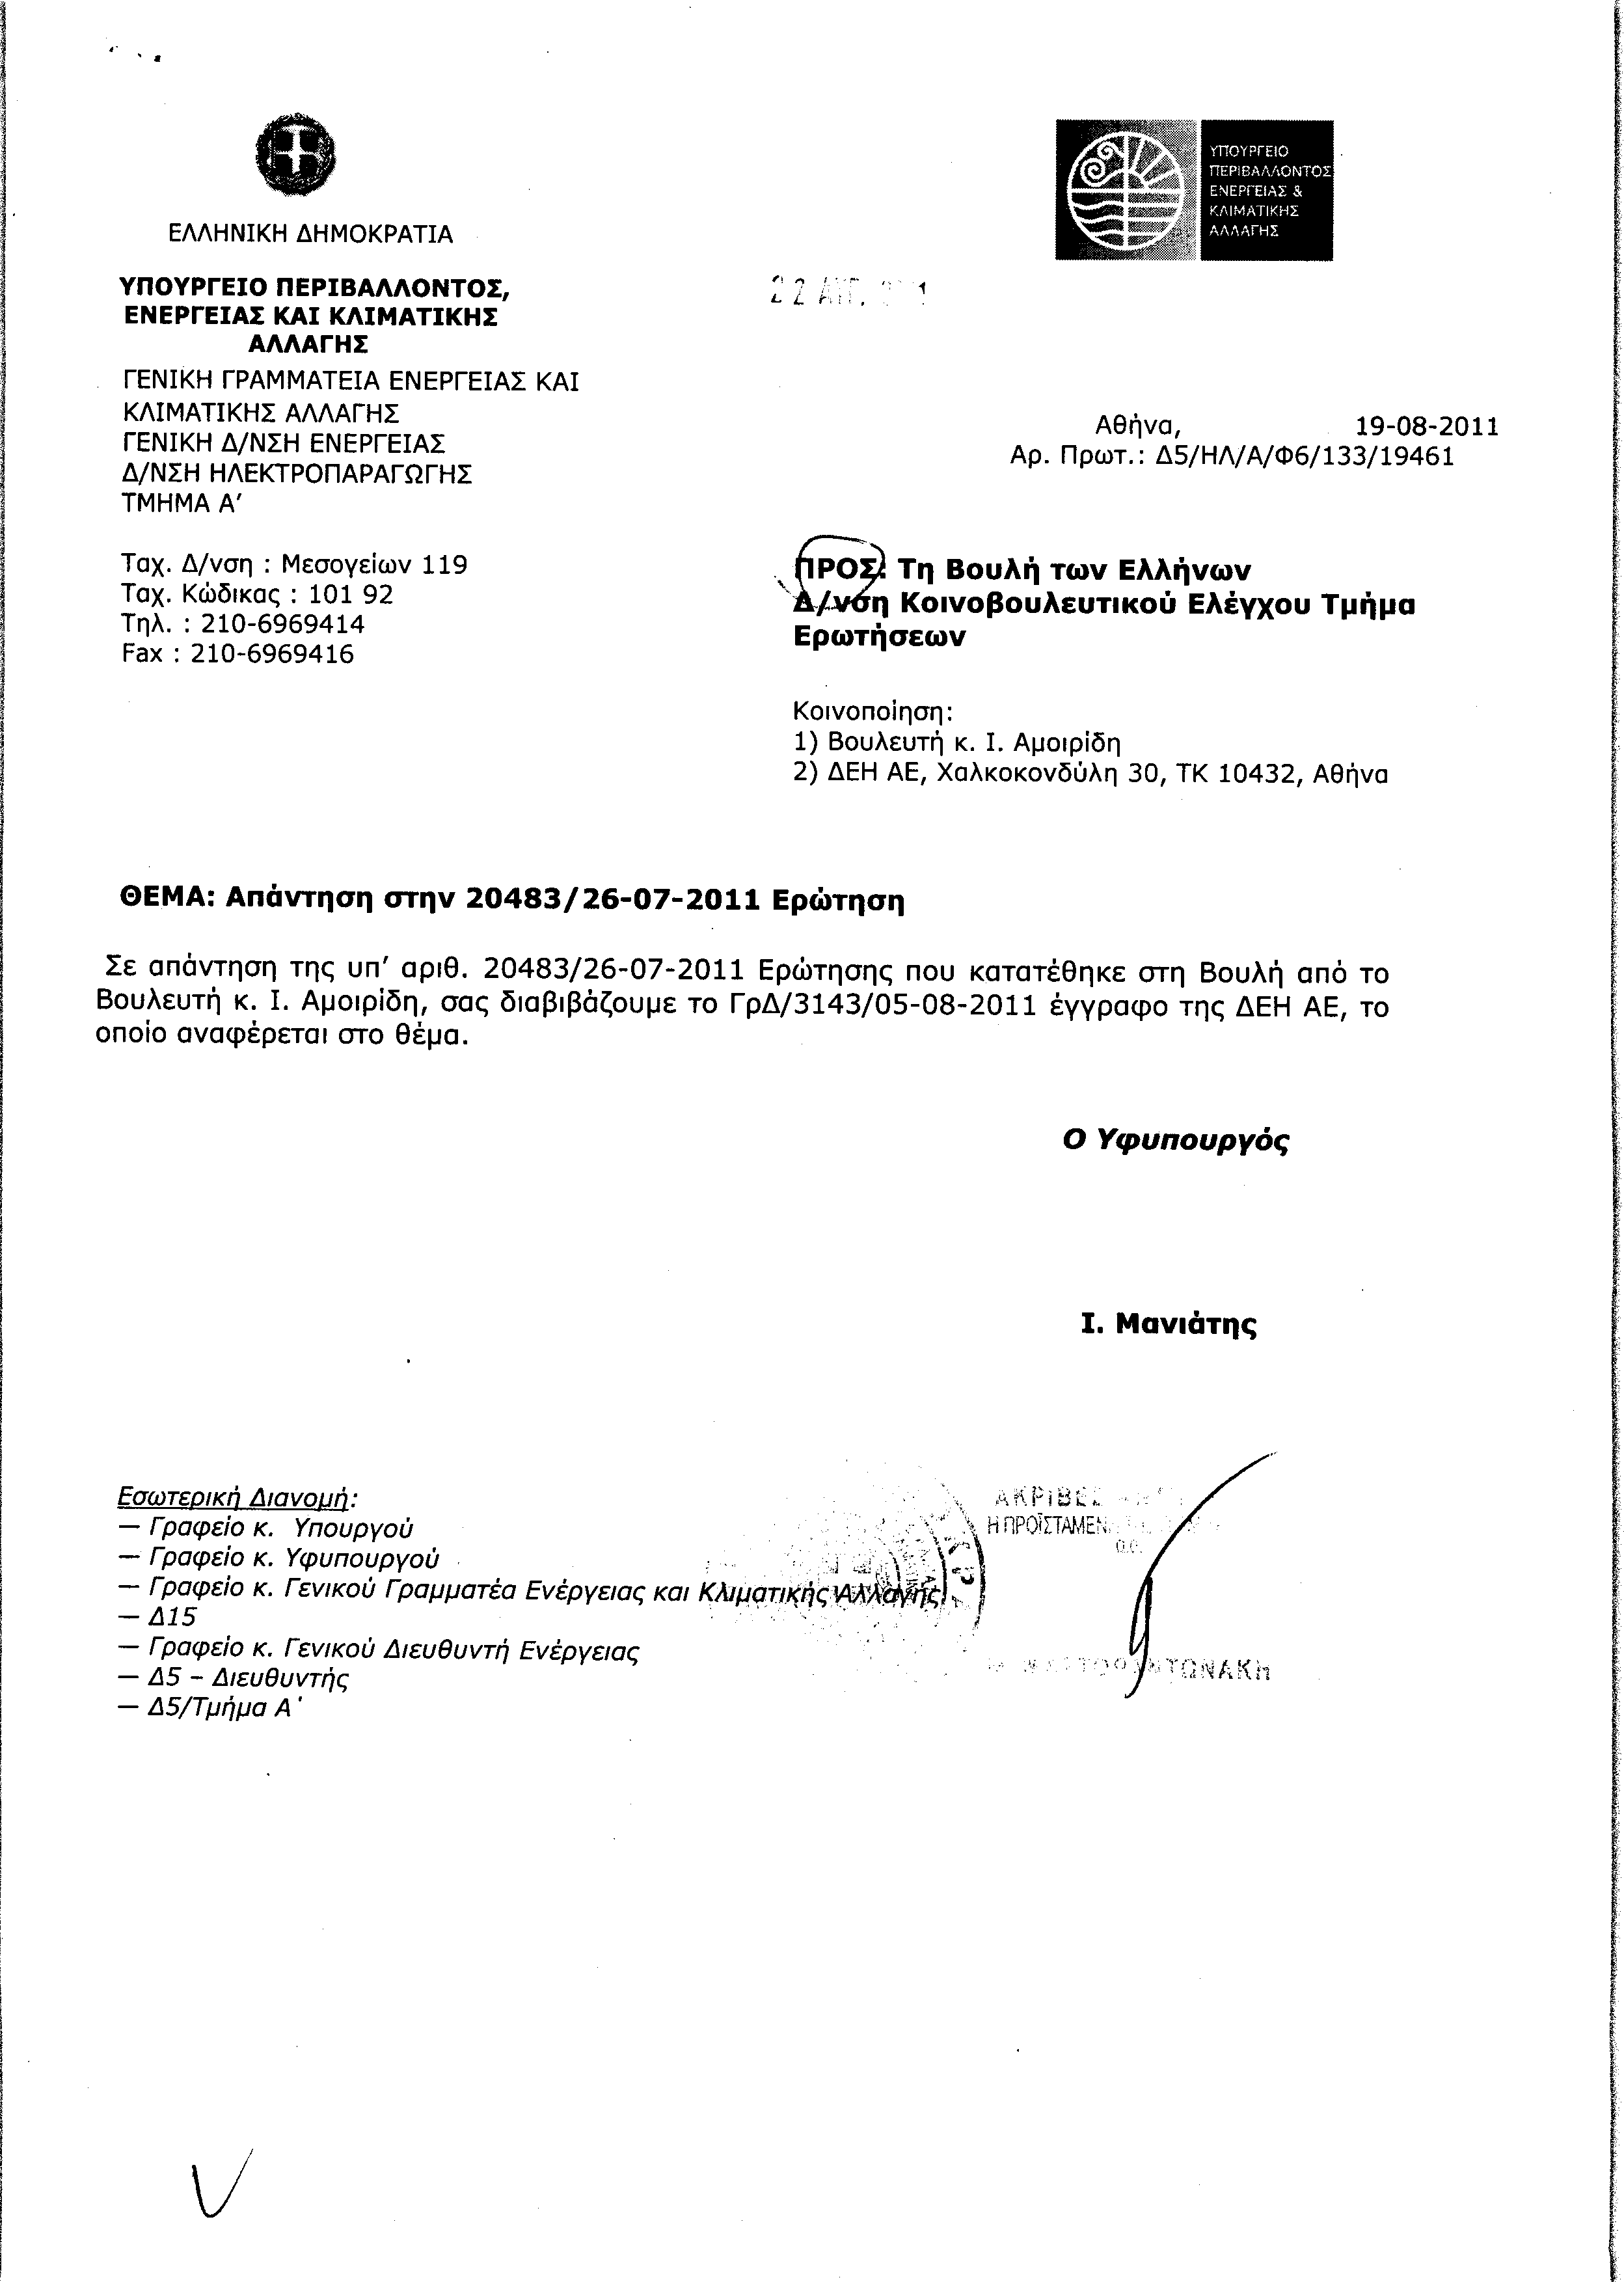 ΕΛΛΗΝΙΚΗ ΔΗΜΟΚΡΑΤΙΑ
ΥΠΟΥΡΓΕΙΟ ΠΕΡΙΒΑΛΛΟΝΤΟΣ,
ΕΝΕΡΓΕΙΑΣ ΚΑΙ ΚΛΙΜΑΤΙΚΗΣ
ΑΛΛΑΓΗΣ
ΓΕΝΙΚΗ ΓΡΑΜΜΑΤΕΙΑ ΕΝΕΡΓΕΙΑΣ ΚΑΙ
ΚΛΙΜΑΤΙΚΗΣ ΑΛΛΑΓΗΣ
ΓΕΝΙΚΗ Δ/ΝΣΗ ΕΝΕΡΓΕΙΑΣ
Δ/ΝΣΗ ΗΛΕΚΤΡΟΠΑΡΑΓΩΓΗΣ
ΤΜΗΜΑ Α'
Ταχ. Δ/νση : Μεσογείων 119
Ταχ. Κώδικας : 101 92
Τηλ. : 210-6969414
Fax : 210-6969416
ΥΠΟΥΡΓΕΙΟ
ΠΕΡΙΒΑΛΛΟΝΤΟΣ
ΕΝΕΡΓΕΙΑΣ &
ΚΛΙΜΑΤΙΚΗΣ
ΑΛΛΑΓΗΣ
22 ΑΥΓ.
Αθήνα, 19-08-2011
Αρ. Πρωτ.: Δ5/ΗΛ/Α/Φ6/133/19461
ΠΡΟΣ: Τη Βουλή των Ελλήνων
Δ/νση Κοινοβουλευτικού Ελέγχου Τμήμα
Ερωτήσεων
Κοινοποίηση:
1) Βουλευτή κ. Ι. Αμοιρίδη
2) ΔΕΗ ΑΕ, Χαλκοκονδύλη 30, ΤΚ 10432, Αθήνα
ΘΕΜΑ: Απάντηση στην 20483/26-07-2011 Ερώτηση
Σε απάντηση της υπ' αριθ. 20483/26-07-2011 Ερώτησης που κατατέθηκε στη Βουλή από το
Βουλευτή κ. Ι. Αμοιρίδη, σας διαβιβάζουμε το ΓρΔ/3143/05-08-2011 έγγραφο της ΔΕΗ ΑΕ, το
οποίο αναφέρεται στο θέμα.
Ο Υφυπουργός
Ι. Μανιάτης
Εσωτερική Διανομή:
— Γραφείο κ. Υπουργού
— Γραφείο κ. Υφυπουργού
— Γραφείο κ. Γενικού Γραμματέα Ενέργειας και Κλιματικής Αλλαγής
— Δ15
— Γραφείο κ. Γενικού Διευθυντή Ενέργειας
— Δ5 – Διευθυντής
— Δ5/Τμήμα Α'
ΑΚΡΙΒΕΣ
Η ΠΡΟΪΣΤΑΜΕΝ